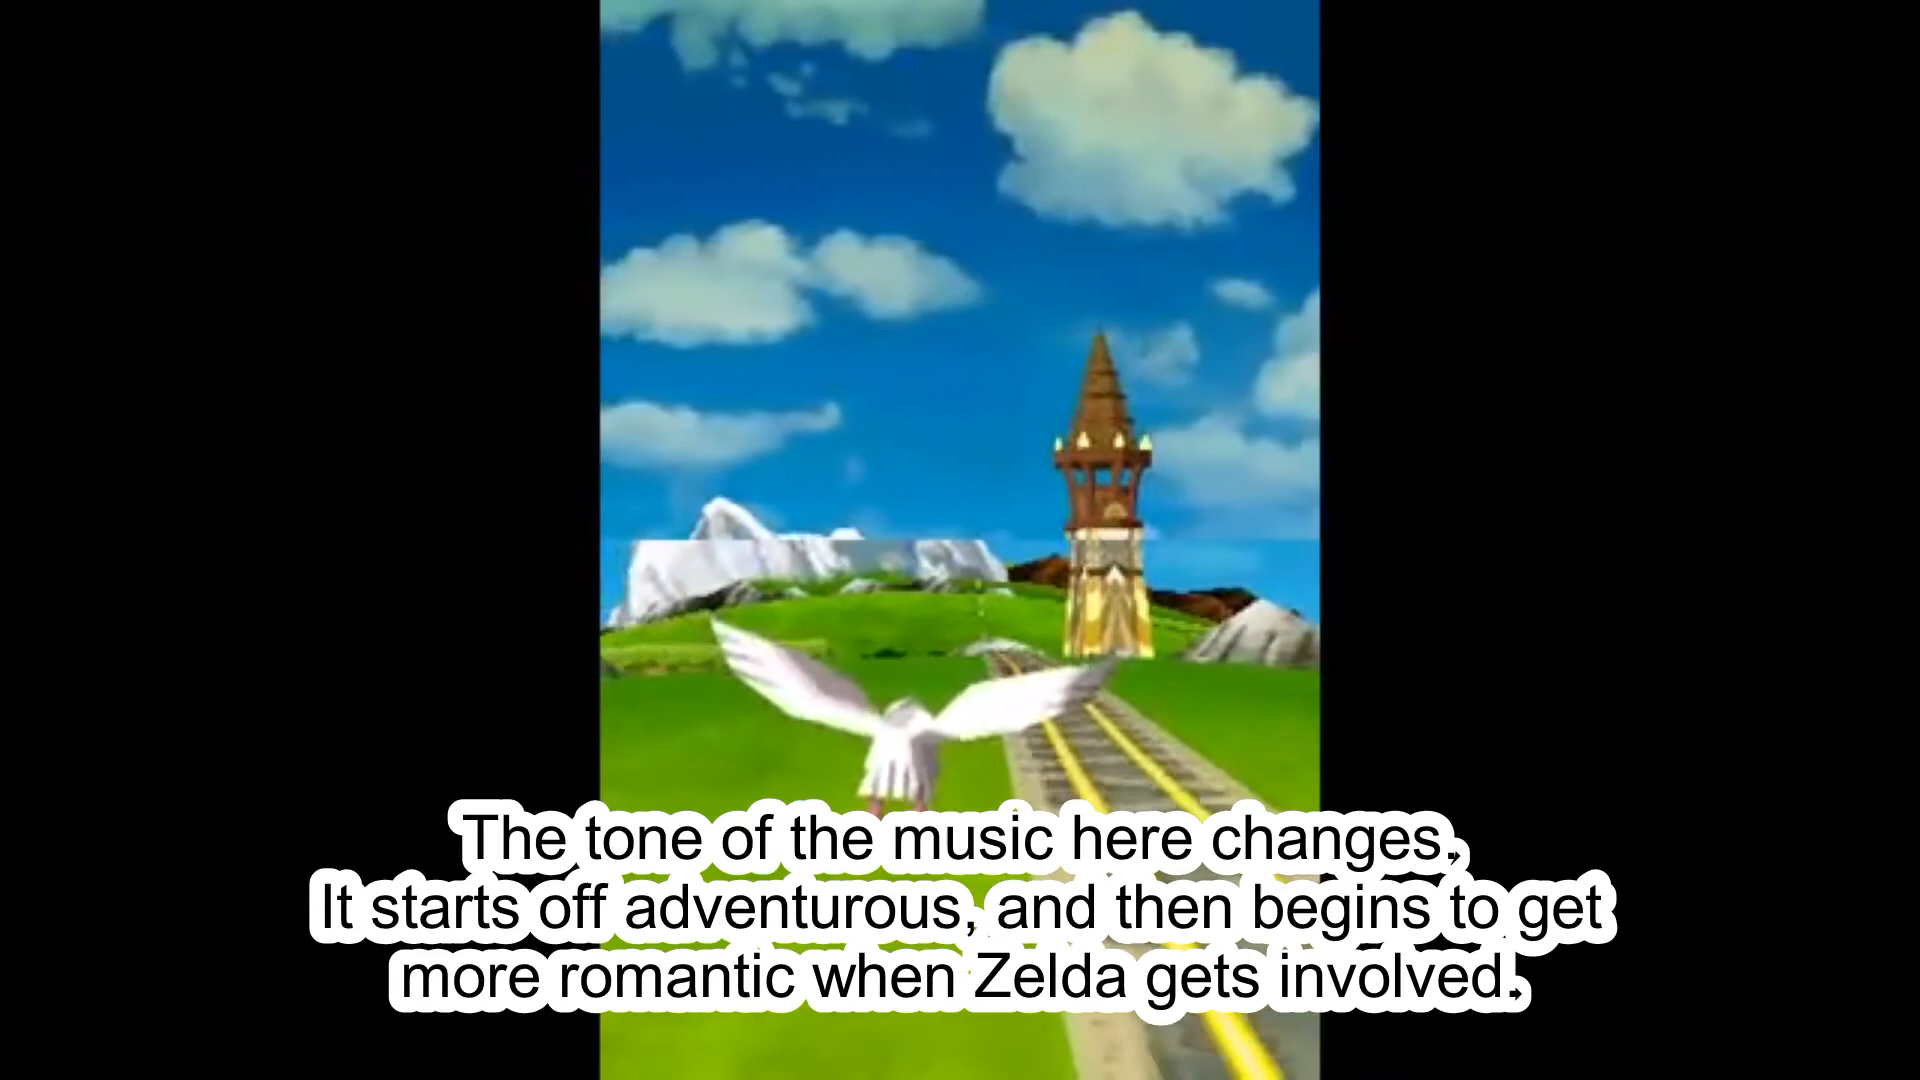 The tone of the music here changes.
It starts off adventurous, and then begins to get
more romantic when Zelda gets involved.